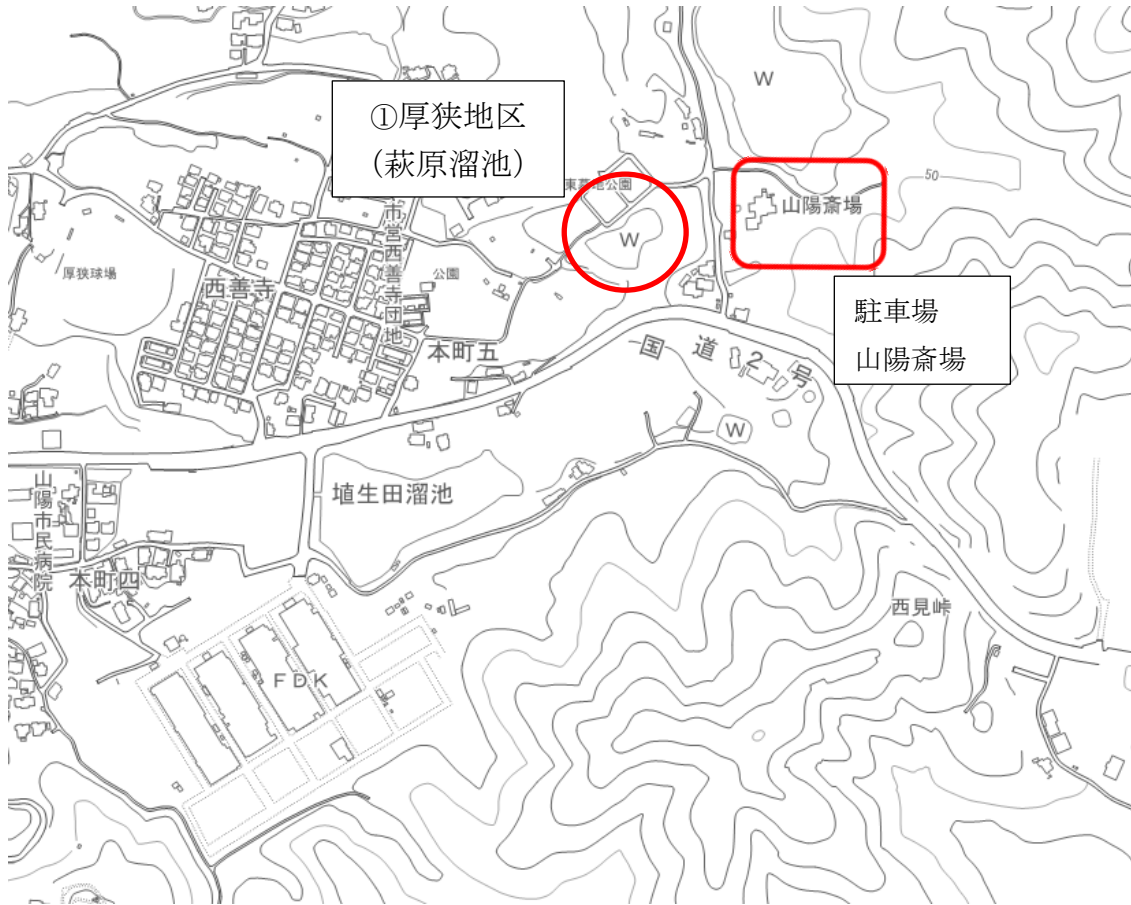 W
①厚狭地区
(萩原溜池)
東墓地公園
W
山陽斎場
50
市営西善寺団地
厚狭球場
公園
西善寺
駐車場
山陽斎場
本町五
国道2号
W
埴生田溜池
山陽市民病院
本町四
西見峠
FDK